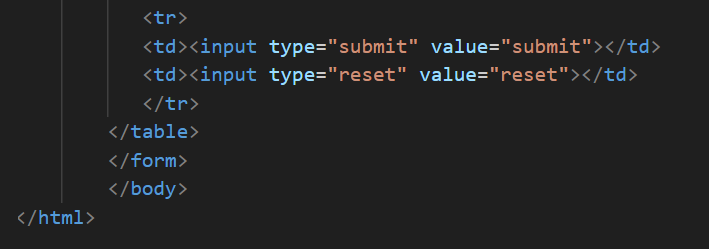 <tr>
<td><input type="submit" value="submit"></td>
<td><input type="reset" value="reset"></td>
</tr>
</table>
</form>
</body>
</html>